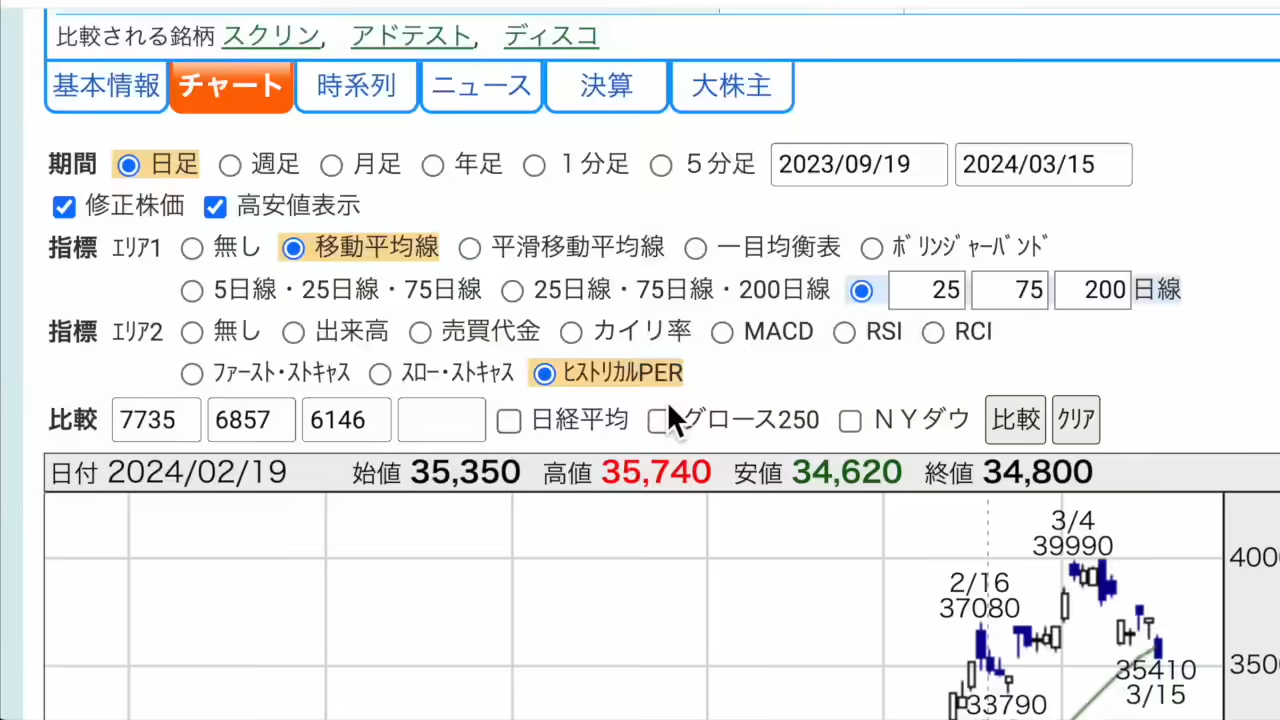 比較される銘柄 スクリン, アドテスト, ディスコ
基本情報 チャート 時系列 ニュース 決算 大株主
期間 日足 週足 月足 年足 1分足 5分足 2023/09/19 2024/03/15
修正株価 高安値表示
指標 ｴﾘｱ1 無し 移動平均線 平滑移動平均線 一目均衡表 ﾎﾞﾘﾝｼﾞｬｰﾊﾞﾝﾄﾞ
5日線・25日線・75日線 25日線・75日線・200日線 25 75 200 日線
指標 ｴﾘｱ2 無し 出来高 売買代金 カイリ率 MACD RSI RCI
ﾌｧｰｽﾄ・ｽﾄｷｬｽ ｽﾛｰ・ｽﾄｷｬｽ ﾋｽﾄﾘｶﾙPER
比較 7735 6857 6146 日経平均 グロース250 ＮＹダウ 比較 ｸﾘｱ
日付 2024/02/19 始値 35,350 高値 35,740 安値 34,620 終値 34,800
3/4
39990
2/16
37080
35410
3/15
33790